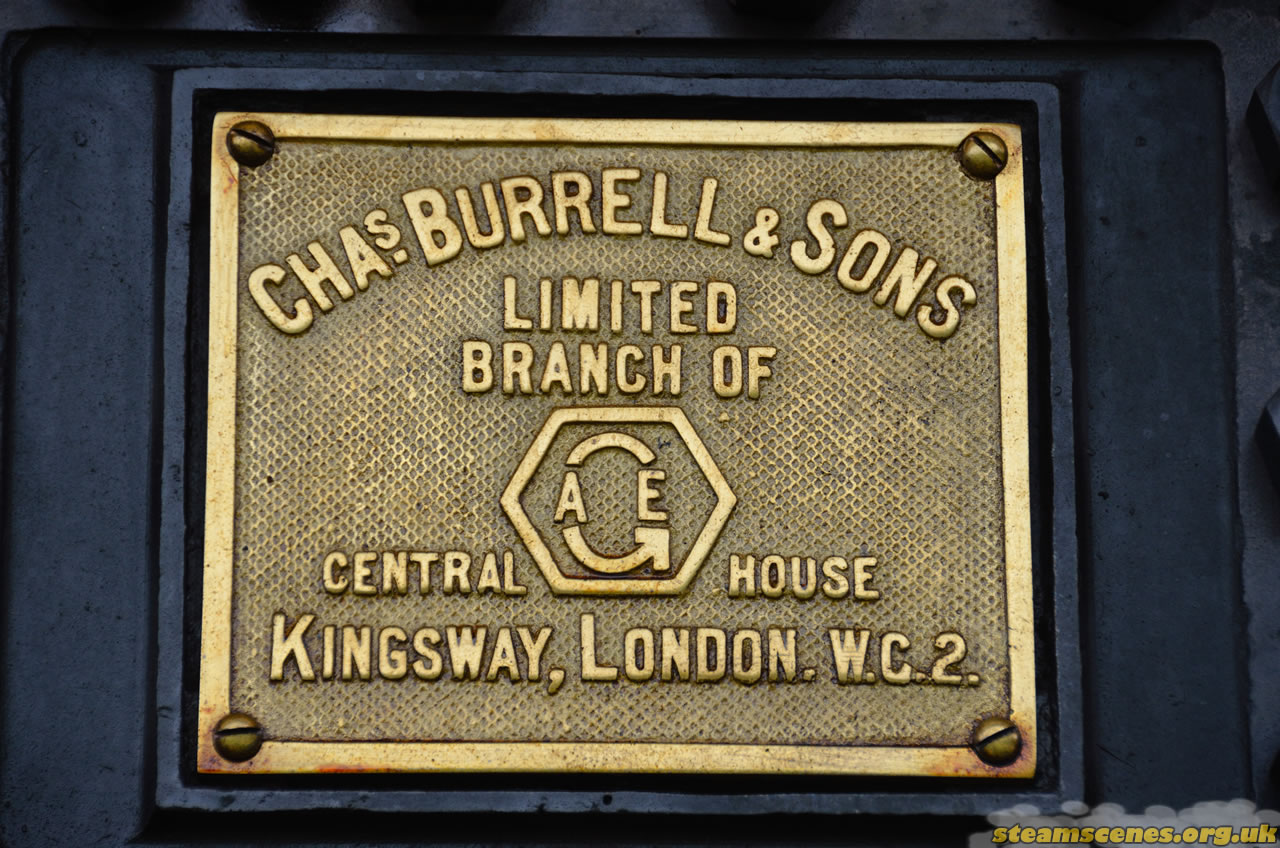 CHAS. BURRELL & SONS
LIMITED
BRANCH OF
A G E
CENTRAL HOUSE
KINGSWAY, LONDON. W.C.2.
steamscenes.org.uk